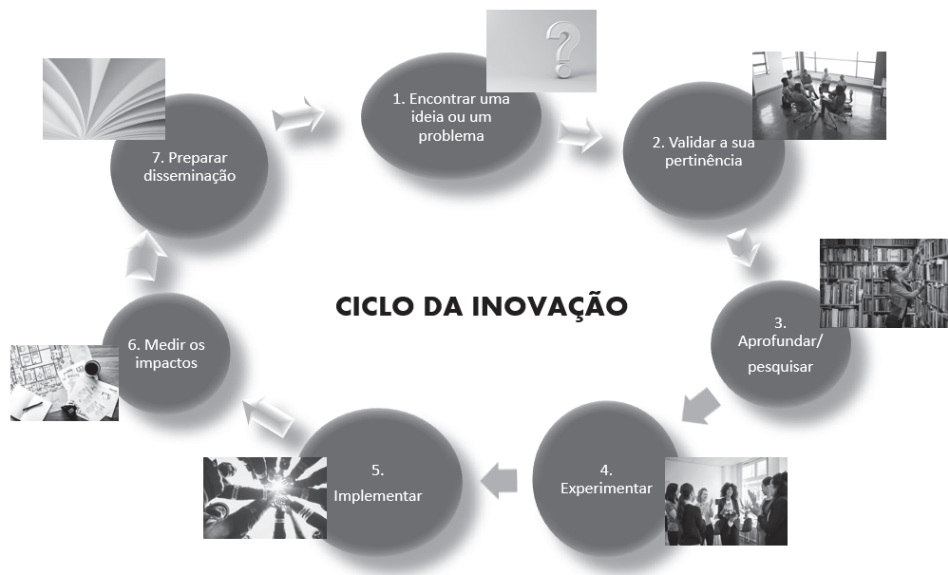 1. Encontrar uma
ideia ou um
problema
2. Validar a sua
pertinência
3.
Aprofundar/
pesquisar
4.
Experimentar
5.
Implementar
6. Medir os
impactos
7. Preparar
disseminação
CICLO DA INOVAÇÃO